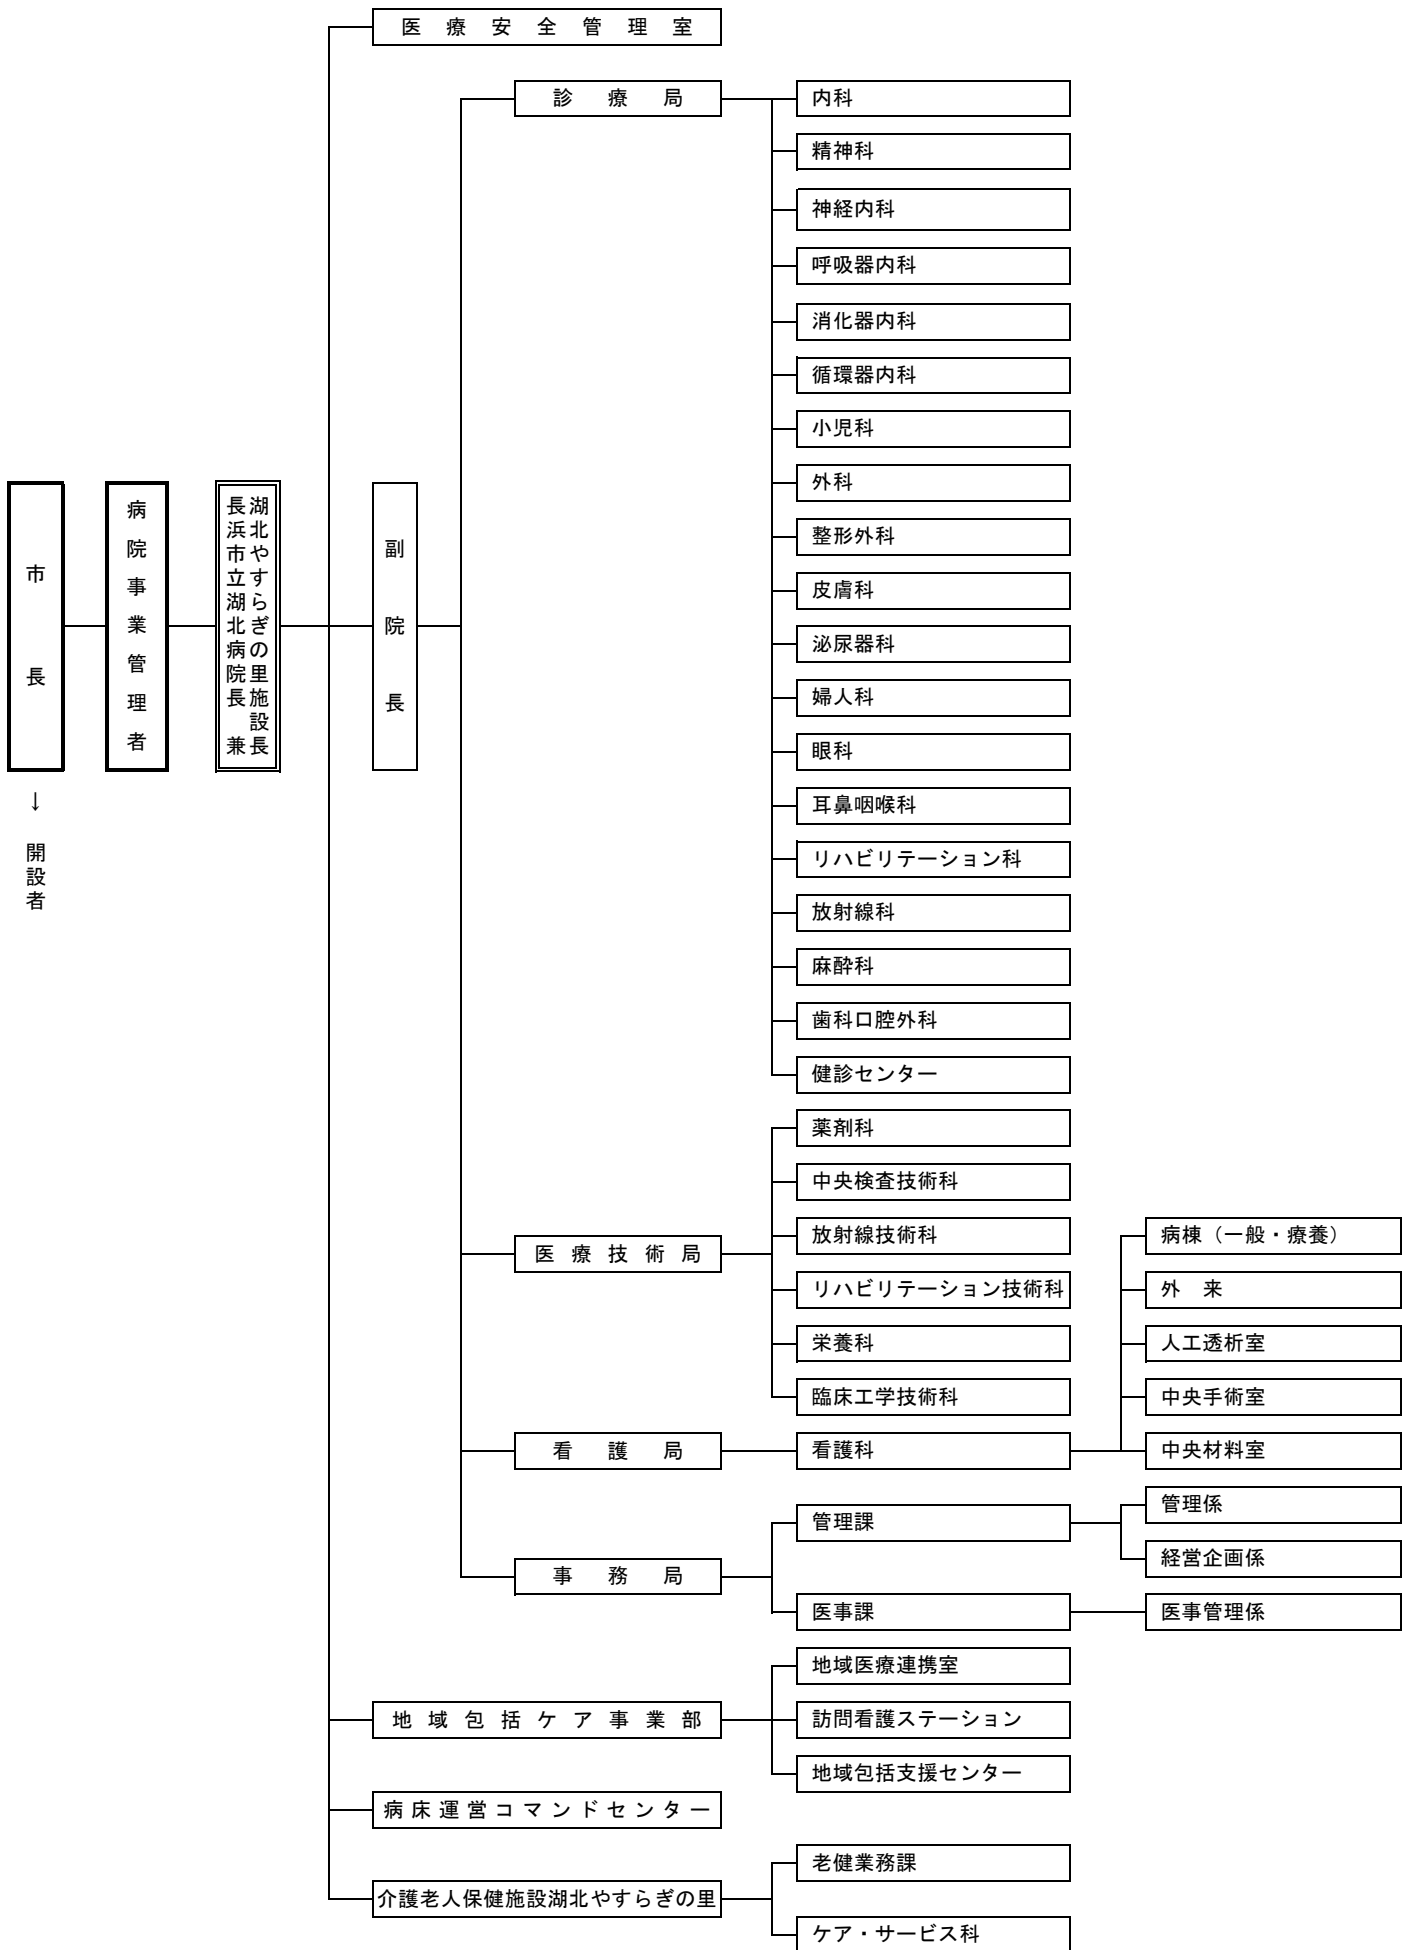 医療安全管理室
診療局
内科
精神科
神経内科
呼吸器内科
消化器内科
循環器内科
小児科
外科
整形外科
皮膚科
泌尿器科
婦人科
眼科
耳鼻咽喉科
リハビリテーション科
放射線科
麻酔科
歯科口腔外科
健診センター
市長
↓
開設者
病院事業管理者
湖北やすらぎの里施設長
長浜市立湖北病院長 兼
副院長
医療技術局
薬剤科
中央検査技術科
放射線技術科
リハビリテーション技術科
栄養科
臨床工学技術科
看護局
看護科
病棟（一般・療養）
外 来
人工透析室
中央手術室
中央材料室
事務局
管理課
管理係
経営企画係
医事課
医事管理係
地域包括ケア事業部
地域医療連携室
訪問看護ステーション
地域包括支援センター
病床運営コマンドセンター
介護老人保健施設湖北やすらぎの里
老健業務課
ケア・サービス科